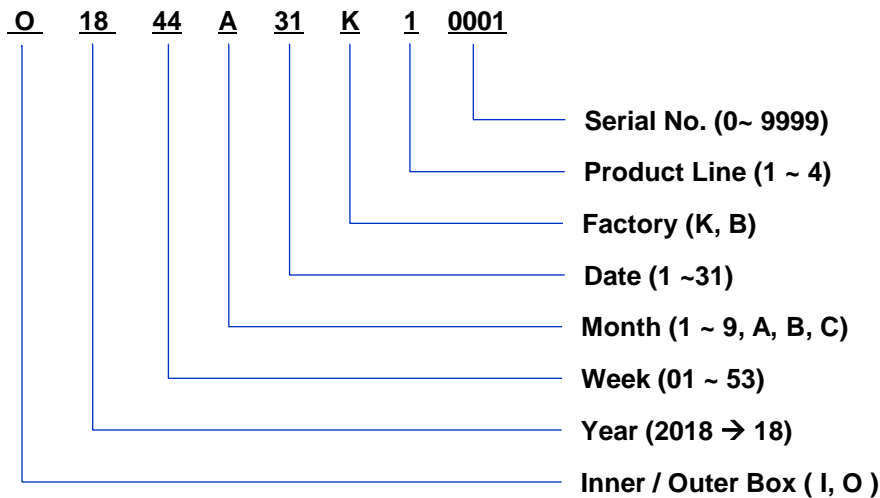 O 18 44 A 31 K 1 0001
Serial No. (0~ 9999)
Product Line (1 ~ 4)
Factory (K, B)
Date (1 ~31)
Month (1 ~ 9, A, B, C)
Week (01 ~ 53)
Year (2018 → 18)
Inner / Outer Box ( I, O )